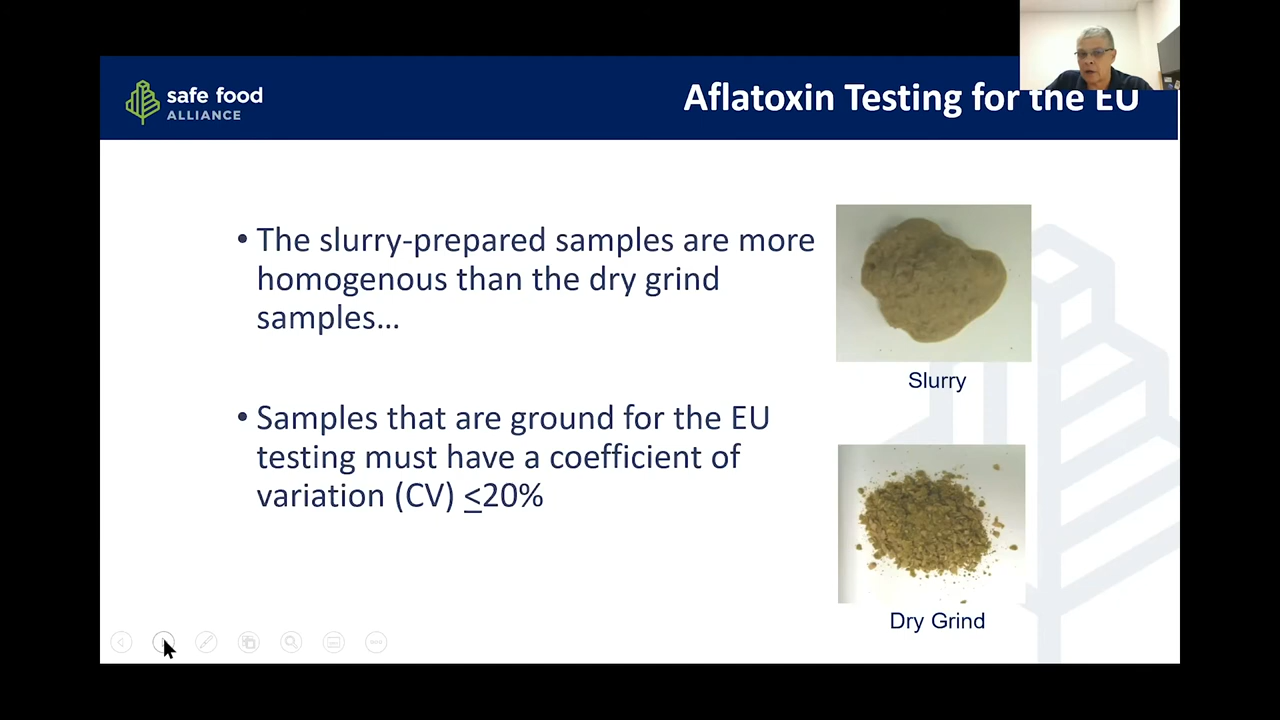 safe food
ALLIANCE
Aflatoxin Testing for the EU
• The slurry-prepared samples are more
homogenous than the dry grind
samples...
• Samples that are ground for the EU
testing must have a coefficient of
variation (CV) <20%
Slurry
Dry Grind